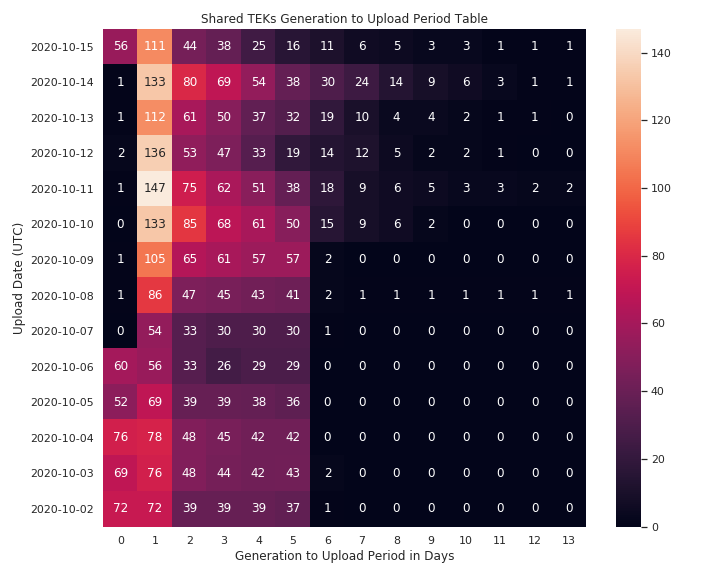 Shared TEKs Generation to Upload Period Table
Upload Date (UTC)
2020-10-15 56 111 44 38 25 16 11 6 5 3 3 1 1 1
2020-10-14 1 133 80 69 54 38 30 24 14 9 6 3 1 1
2020-10-13 1 112 61 50 37 32 19 10 4 4 2 1 1 0
2020-10-12 2 136 53 47 33 19 14 12 5 2 2 1 0 0
2020-10-11 1 147 75 62 51 38 18 9 6 5 3 3 2 2
2020-10-10 0 133 85 68 61 50 15 9 6 2 0 0 0 0
2020-10-09 1 105 65 61 57 57 2 0 0 0 0 0 0 0
2020-10-08 1 86 47 45 43 41 2 1 1 1 1 1 1 1
2020-10-07 0 54 33 30 30 30 1 0 0 0 0 0 0 0
2020-10-06 60 56 33 26 29 29 0 0 0 0 0 0 0 0
2020-10-05 52 69 39 39 38 36 0 0 0 0 0 0 0 0
2020-10-04 76 78 48 45 42 42 0 0 0 0 0 0 0 0
2020-10-03 69 76 48 44 42 43 2 0 0 0 0 0 0 0
2020-10-02 72 72 39 39 39 37 1 0 0 0 0 0 0 0
0 1 2 3 4 5 6 7 8 9 10 11 12 13
Generation to Upload Period in Days
140
120
100
80
60
40
20
0